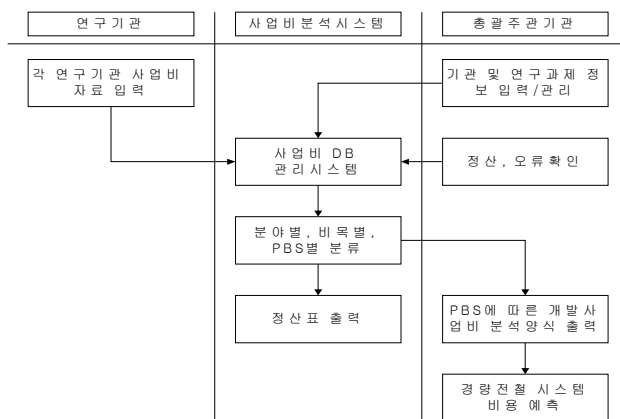 연구기관
사업비분석시스템
총괄주관기관
각 연구기관 사업비
자료 입력
기관 및 연구과제 정
보 입력/관리
사업비 DB
관리시스템
정산, 오류확인
분야별, 비목별,
PBS별 분류
정산표 출력
PBS에 따른 개발사
업비 분석양식 출력
경량전철 시스템
비용 예측